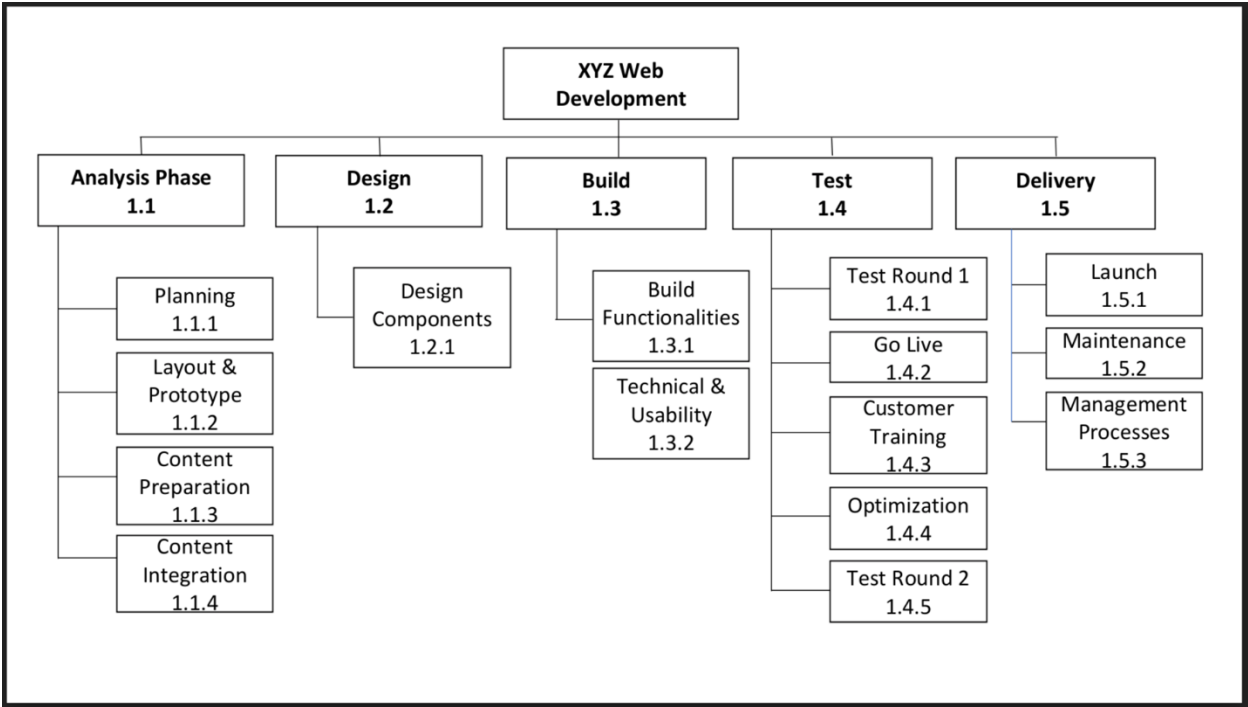 XYZ Web
Development
Analysis Phase
1.1
Planning
1.1.1
Layout &
Prototype
1.1.2
Content
Preparation
1.1.3
Content
Integration
1.1.4
Design
1.2
Design
Components
1.2.1
Build
1.3
Build
Functionalities
1.3.1
Technical &
Usability
1.3.2
Test
1.4
Test Round 1
1.4.1
Go Live
1.4.2
Customer
Training
1.4.3
Optimization
1.4.4
Test Round 2
1.4.5
Delivery
1.5
Launch
1.5.1
Maintenance
1.5.2
Management
Processes
1.5.3